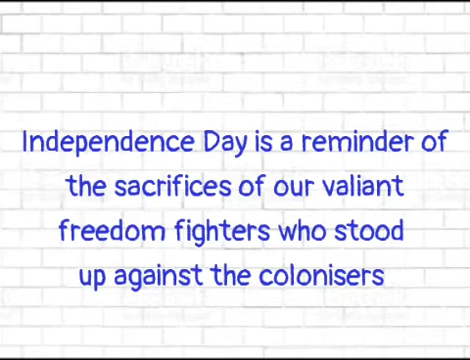 Independence Day is a reminder of
the sacrifices of our valiant
freedom fighters who stood
up against the colonisers